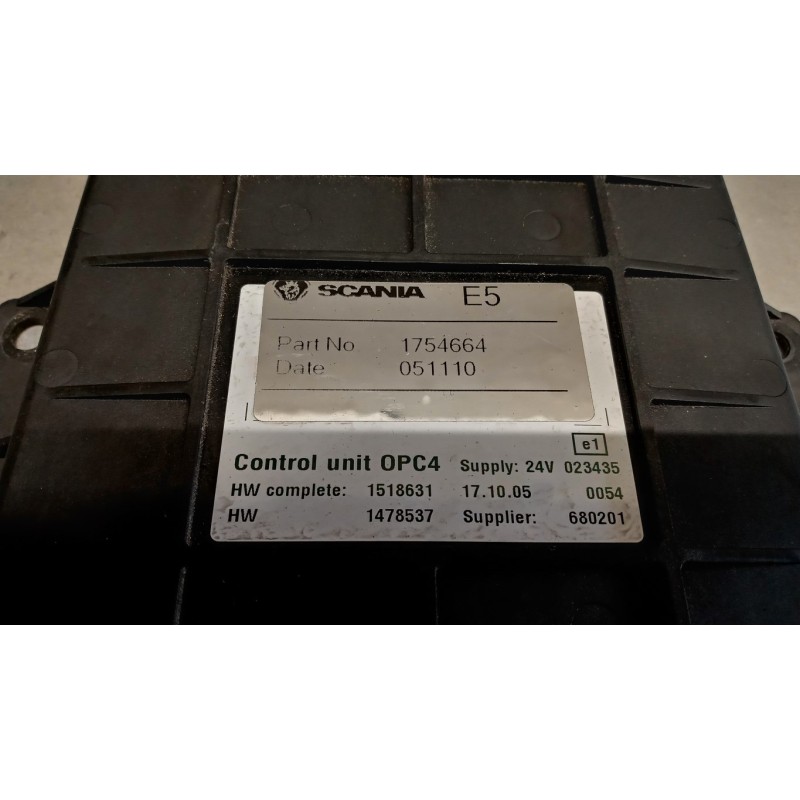 SCANIA E5
Part No 1754664
Date 051110
e1
Control unit OPC4 Supply: 24V 023435
HW complete: 1518631 17.10.05 0054
HW 1478537 Supplier: 680201